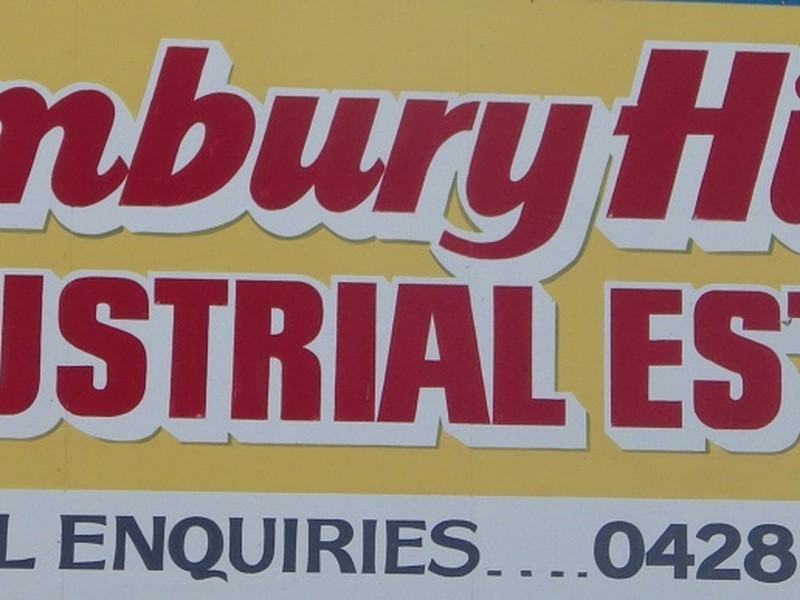 nbury Hi
USTRIAL EST
L ENQUIRIES....0428